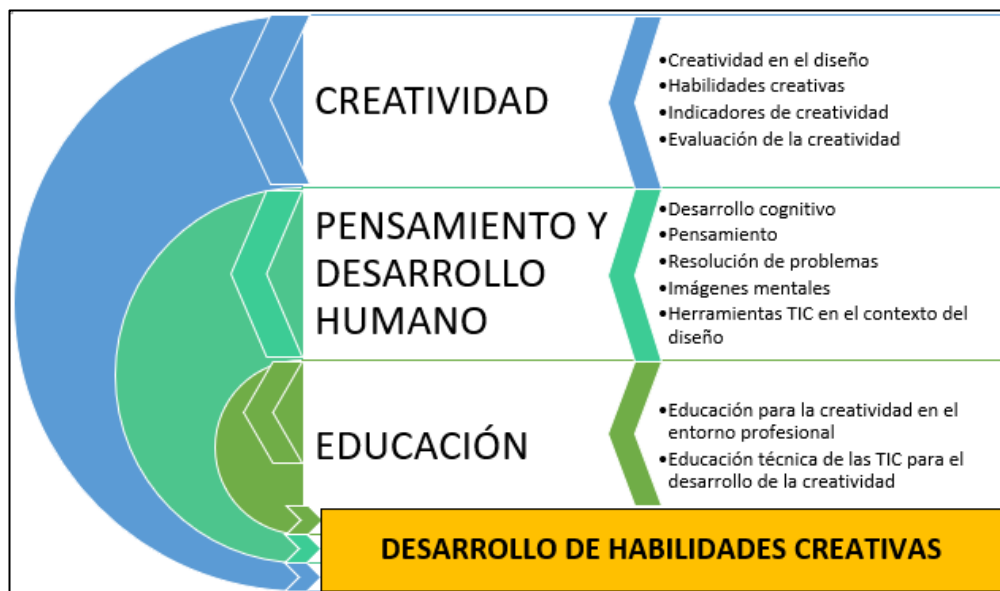 CREATIVIDAD
•Creatividad en el diseño
•Habilidades creativas
•Indicadores de creatividad
•Evaluación de la creatividad
PENSAMIENTO Y
DESARROLLO
HUMANO
•Desarrollo cognitivo
•Pensamiento
•Resolución de problemas
•Imágenes mentales
•Herramientas TIC en el contexto del
diseño
EDUCACIÓN
•Educación para la creatividad en el
entorno profesional
•Educación técnica de las TIC para el
desarrollo de la creatividad
DESARROLLO DE HABILIDADES CREATIVAS